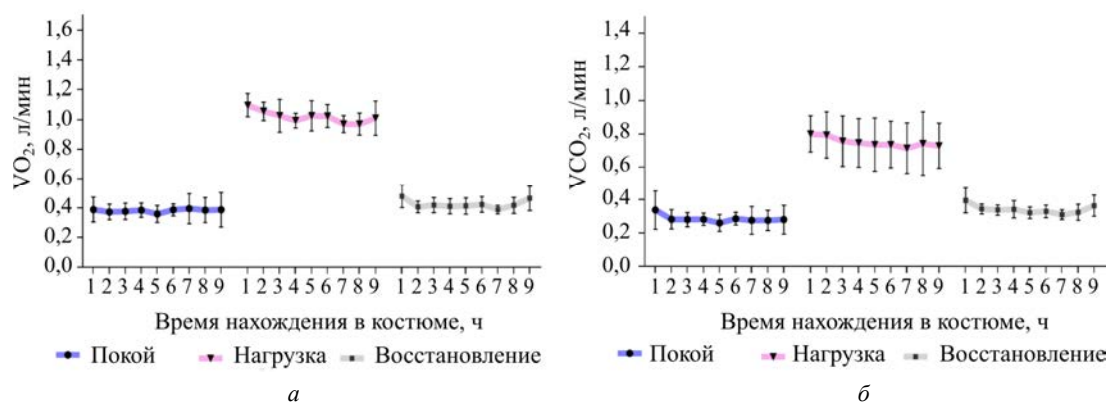 VO2, л/мин
1,6
1,4
1,2
1,0
0,8
0,6
0,4
0,2
0,0
1 2 3 4 5 6 7 8 9 1 2 3 4 5 6 7 8 9 1 2 3 4 5 6 7 8 9
Время нахождения в костюме, ч
Покой Нагрузка Восстановление
а
VCO2, л/мин
1,4
1,2
1,0
0,8
0,6
0,4
0,2
0,0
1 2 3 4 5 6 7 8 9 1 2 3 4 5 6 7 8 9 1 2 3 4 5 6 7 8 9
Время нахождения в костюме, ч
Покой Нагрузка Восстановление
б